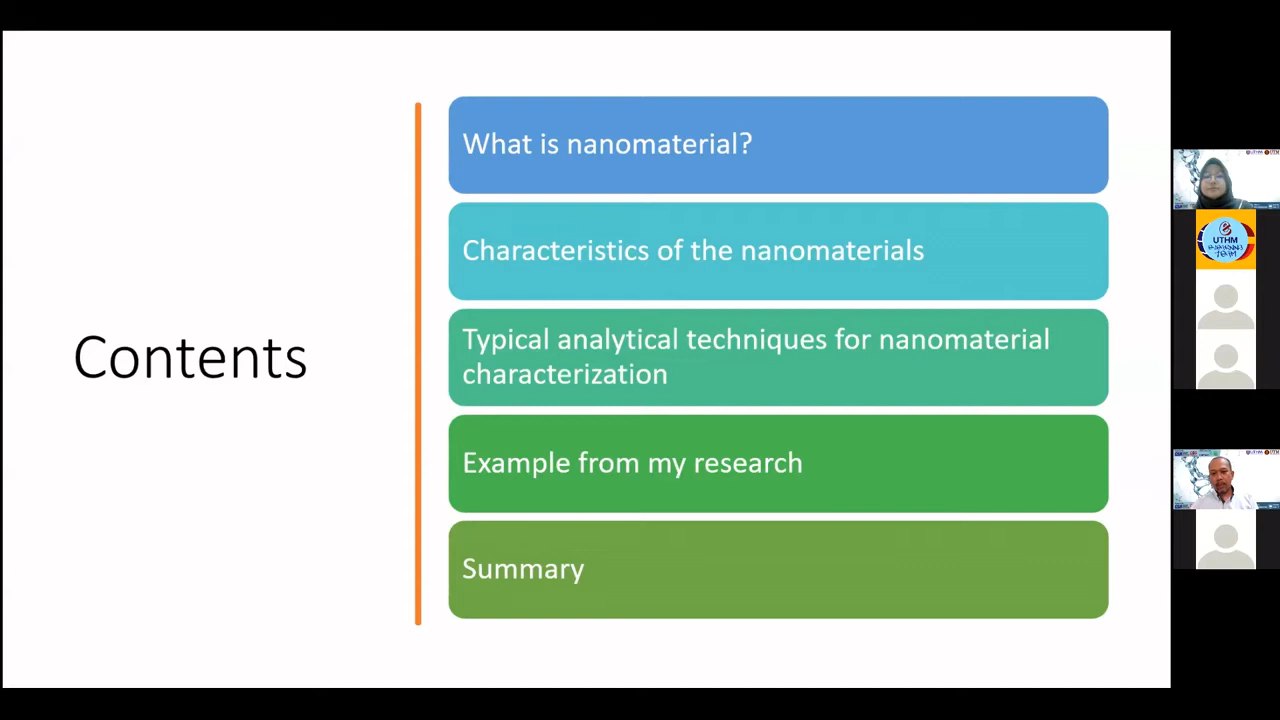 Contents
What is nanomaterial?
Characteristics of the nanomaterials
Typical analytical techniques for nanomaterial
characterization
Example from my research
Summary
UTHM